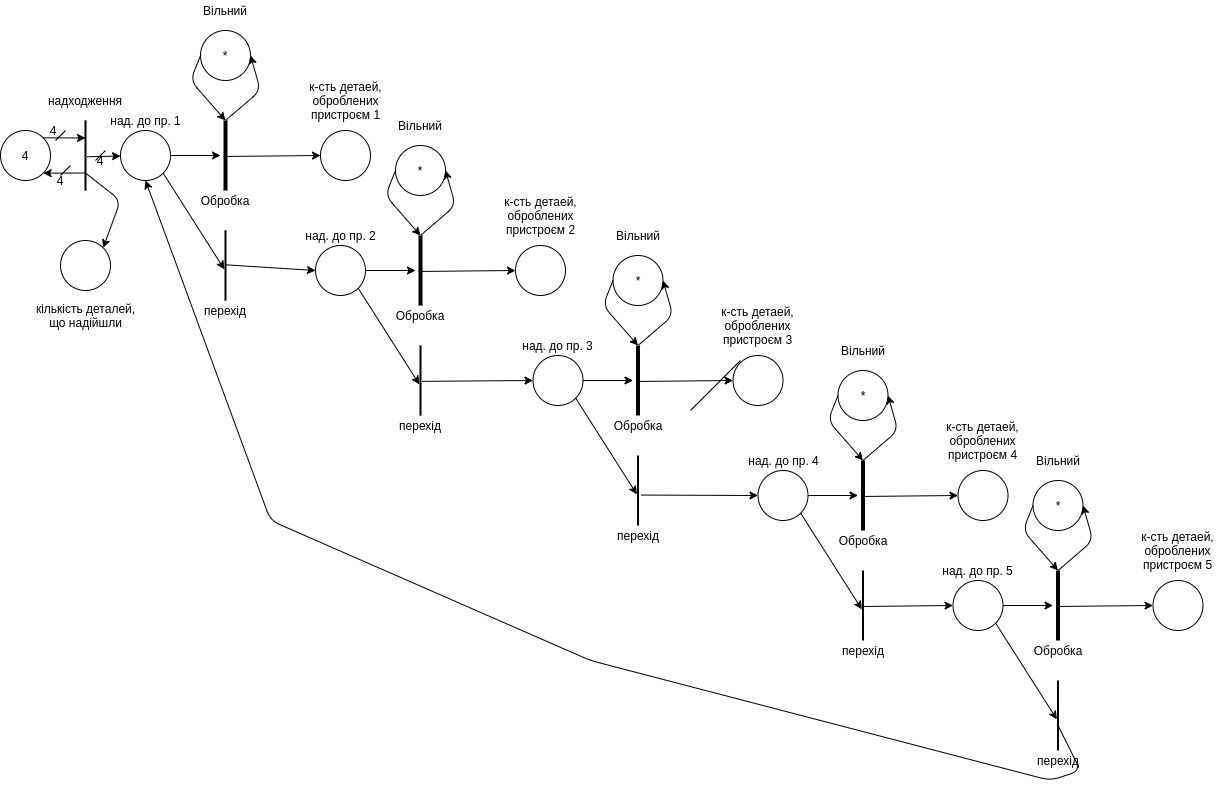 Вільний
*
к-сть детаей,
оброблених
пристроєм 1
надходження
над. до пр. 1
4
4
4
4
Обробка
кількість деталей,
що надійшли
перехід
Вільний
*
к-сть детаей,
оброблених
пристроєм 2
над. до пр. 2
Обробка
перехід
Вільний
*
к-сть детаей,
оброблених
пристроєм 3
над. до пр. 3
Обробка
перехід
Вільний
*
к-сть детаей,
оброблених
пристроєм 4
над. до пр. 4
Обробка
перехід
Вільний
*
к-сть детаей,
оброблених
пристроєм 5
над. до пр. 5
Обробка
перехід